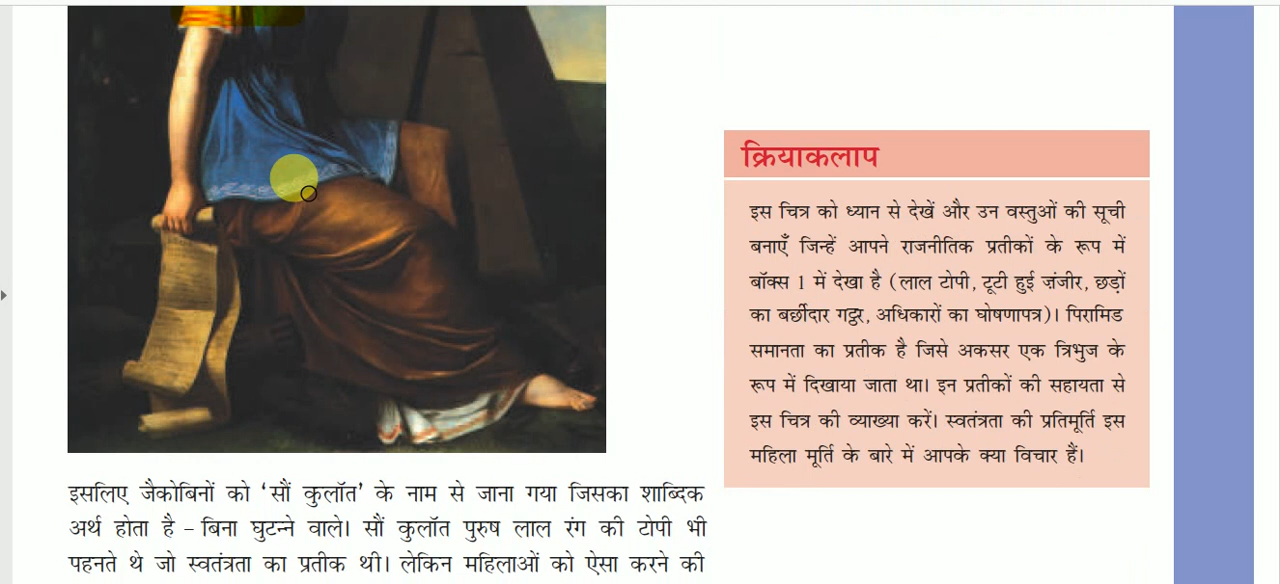 क्रियाकलाप
इस चित्र को ध्यान से देखें और उन वस्तुओं की सूची
बनाएँ जिन्हें आपने राजनीतिक प्रतीकों के रूप में
बॉक्स 1 में देखा है (लाल टोपी, टूटी हुई ज़ंजीर, छड़ों
का बर्छीदार गट्ठर, अधिकारों का घोषणापत्र)। पिरामिड
समानता का प्रतीक है जिसे अकसर एक त्रिभुज के
रूप में दिखाया जाता था। इन प्रतीकों की सहायता से
इस चित्र की व्याख्या करें। स्वतंत्रता की प्रतिमूर्ति इस
महिला मूर्ति के बारे में आपके क्या विचार हैं।
इसलिए जैकोबिनों को ‘सौं कुलॉत’ के नाम से जाना गया जिसका शाब्दिक
अर्थ होता है – बिना घुटन्ने वाले। सौं कुलॉत पुरुष लाल रंग की टोपी भी
पहनते थे जो स्वतंत्रता का प्रतीक थी। लेकिन महिलाओं को ऐसा करने की